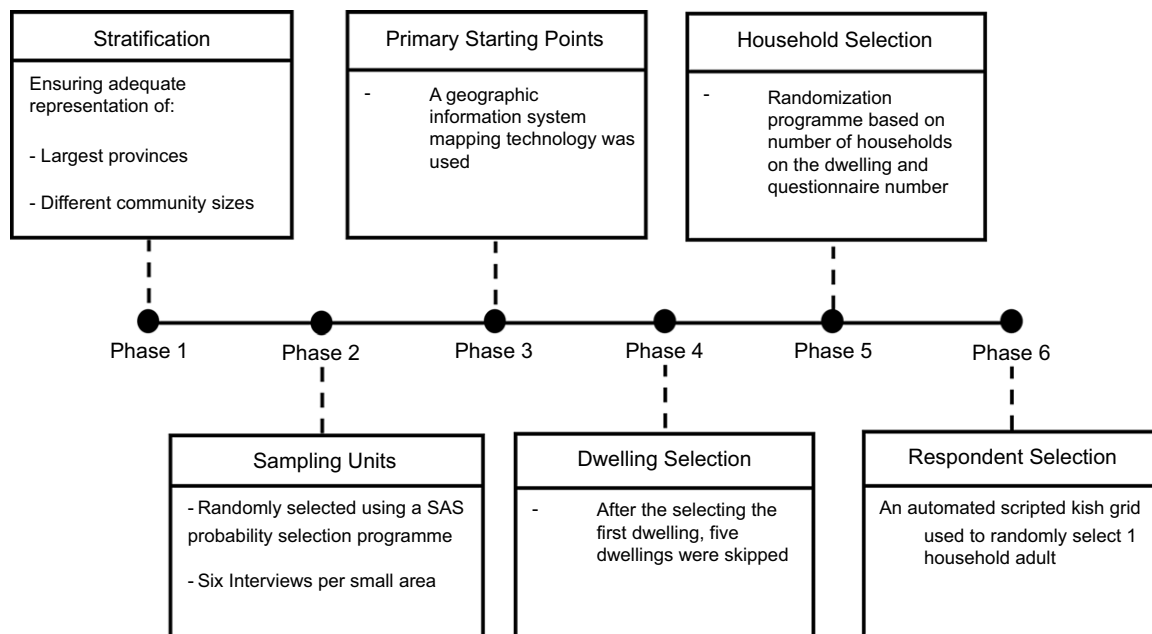 Stratification
Ensuring adequate
representation of:
- Largest provinces
- Different community sizes
Primary Starting Points
- A geographic
information system
mapping technology was
used
Household Selection
- Randomization
programme based on
number of households
on the dwelling and
questionnaire number
Phase 1
Phase 2
Phase 3
Phase 4
Phase 5
Phase 6
Sampling Units
- Randomly selected using a SAS
probability selection programme
- Six Interviews per small area
Dwelling Selection
- After the selecting the
first dwelling, five
dwellings were skipped
Respondent Selection
An automated scripted kish grid
used to randomly select 1
household adult